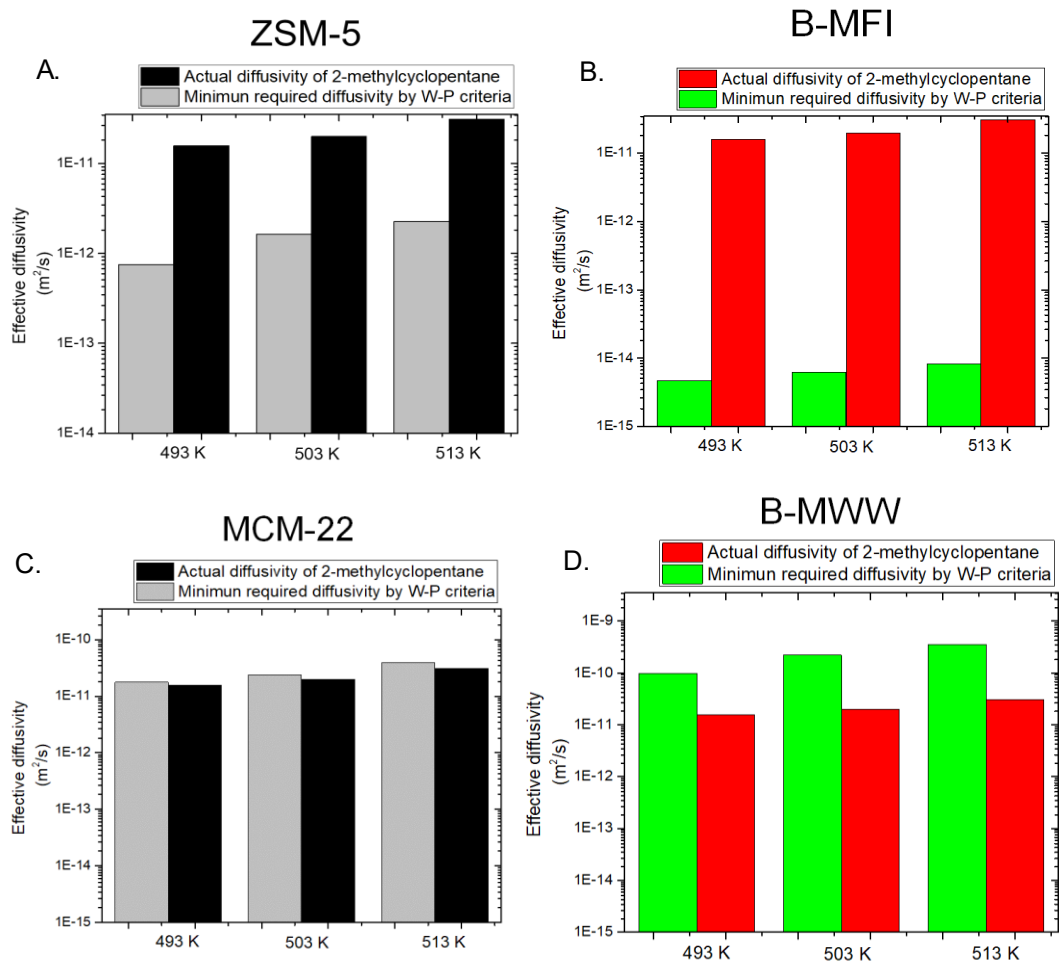 ZSM-5
A.
Actual diffusivity of 2-methylcyclopentane
Minimun required diffusivity by W-P criteria
Effective diffusivity
(m²/s)
1E-11
1E-12
1E-13
1E-14
493 K
503 K
513 K
B-MFI
B.
Actual diffusivity of 2-methylcyclopentane
Minimun required diffusivity by W-P criteria
Effective diffusivity
(m²/s)
1E-11
1E-12
1E-13
1E-14
1E-15
493 K
503 K
513 K
MCM-22
C.
Actual diffusivity of 2-methylcyclopentane
Minimun required diffusivity by W-P criteria
Effective diffusivity
(m²/s)
1E-10
1E-11
1E-12
1E-13
1E-14
1E-15
493 K
503 K
513 K
B-MWW
D.
Actual diffusivity of 2-methylcyclopentane
Minimun required diffusivity by W-P criteria
Effective diffusivity
(m²/s)
1E-9
1E-10
1E-11
1E-12
1E-13
1E-14
1E-15
493 K
503 K
513 K